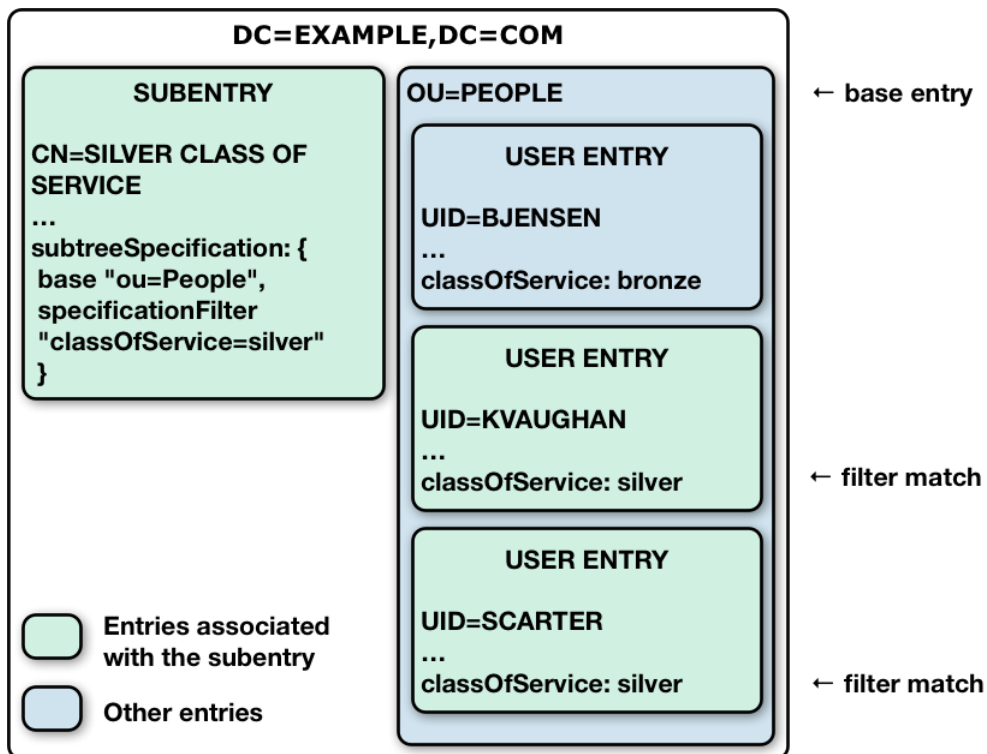 DC=EXAMPLE,DC=COM
SUBENTRY
CN=SILVER CLASS OF
SERVICE
...
subtreeSpecification: {
base "ou=People",
specificationFilter
"classOfService=silver"
}
OU=PEOPLE
← base entry
USER ENTRY
UID=BJENSEN
...
classOfService: bronze
USER ENTRY
UID=KVAUGHAN
...
classOfService: silver
← filter match
USER ENTRY
UID=SCARTER
...
classOfService: silver
← filter match
Entries associated
with the subentry
Other entries